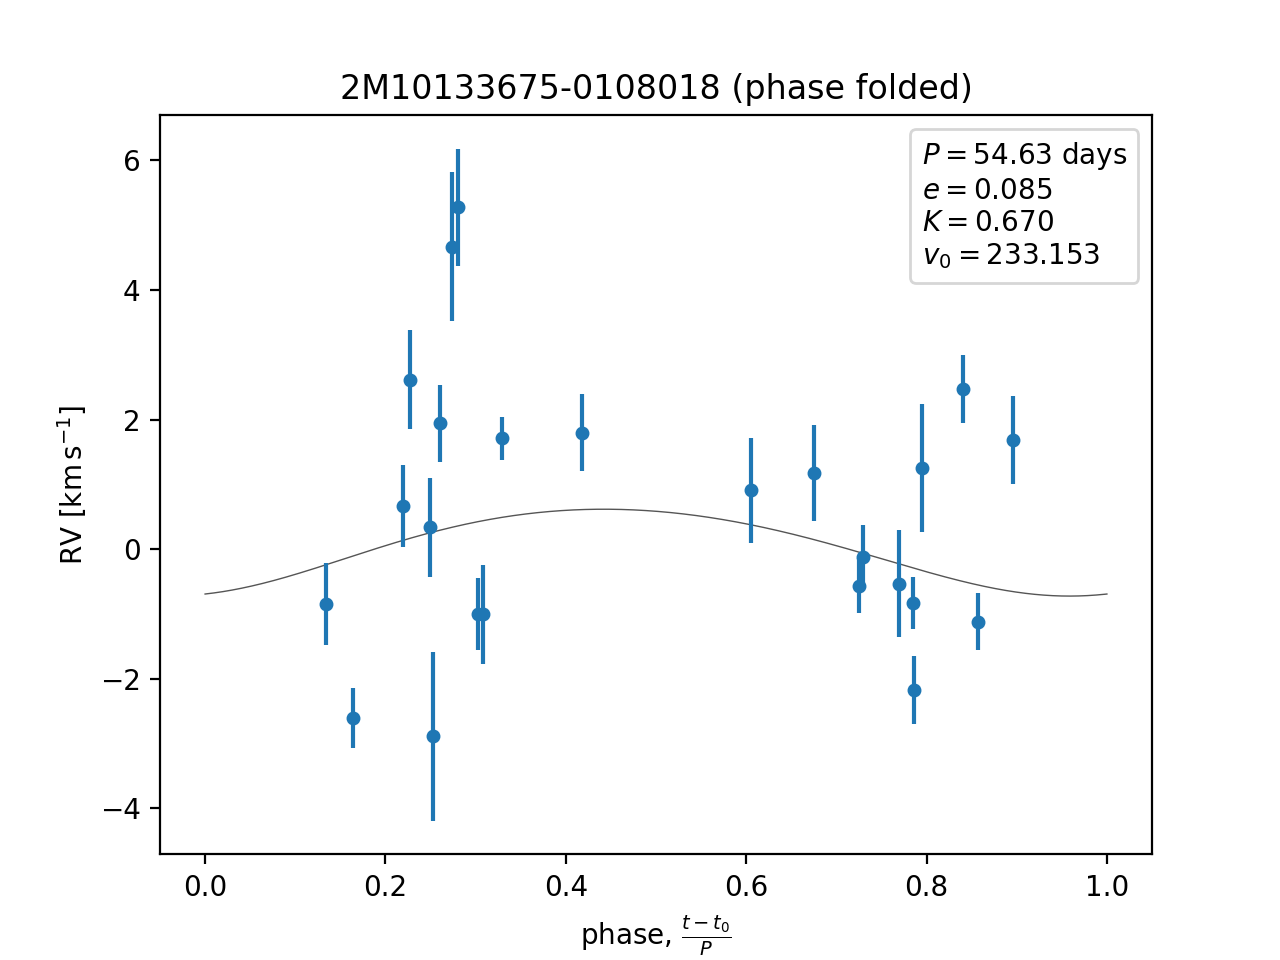 2M10133675-0108018 (phase folded)
P = 54.63 days
e = 0.085
K = 0.670
v₀ = 233.153
RV [km s⁻¹]
6
4
2
0
−2
−4
0.0 0.2 0.4 0.6 0.8 1.0
phase, (t − t₀)/P